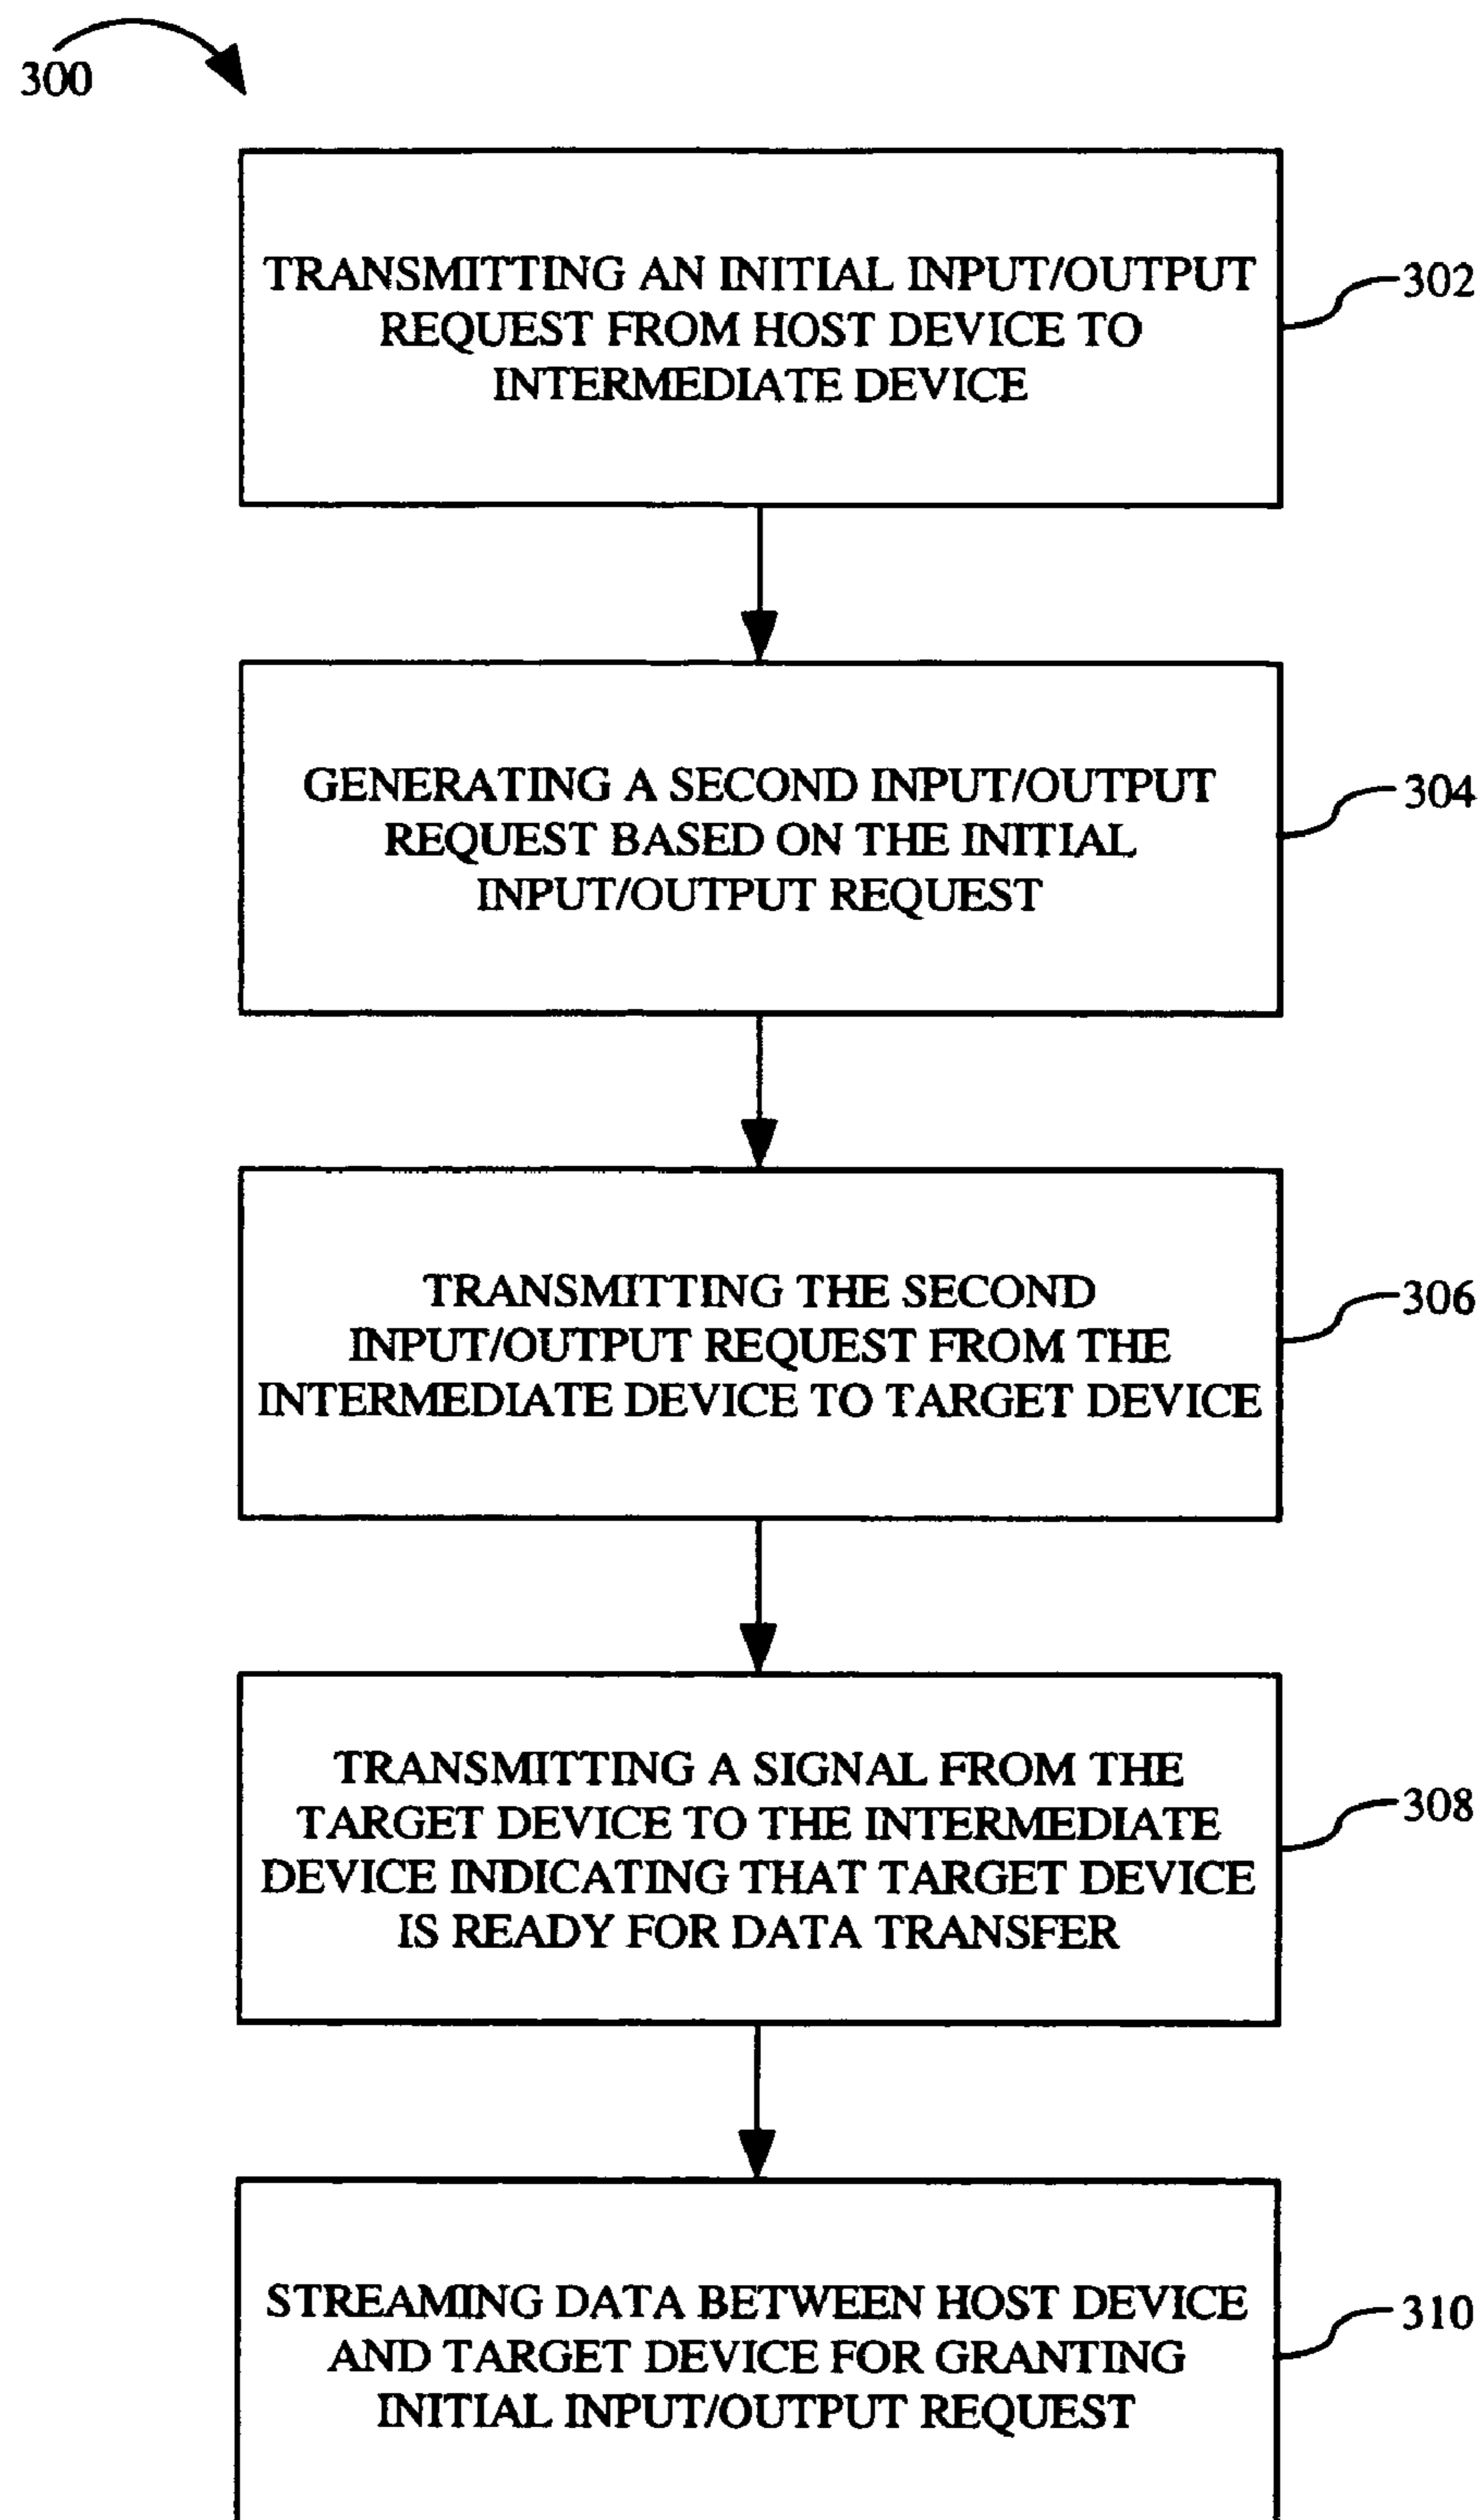 300
TRANSMITTING AN INITIAL INPUT/OUTPUT
REQUEST FROM HOST DEVICE TO
INTERMEDIATE DEVICE
302
GENERATING A SECOND INPUT/OUTPUT
REQUEST BASED ON THE INITIAL
INPUT/OUTPUT REQUEST
304
TRANSMITTING THE SECOND
INPUT/OUTPUT REQUEST FROM THE
INTERMEDIATE DEVICE TO TARGET DEVICE
306
TRANSMITTING A SIGNAL FROM THE
TARGET DEVICE TO THE INTERMEDIATE
DEVICE INDICATING THAT TARGET DEVICE
IS READY FOR DATA TRANSFER
308
STREAMING DATA BETWEEN HOST DEVICE
AND TARGET DEVICE FOR GRANTING
INITIAL INPUT/OUTPUT REQUEST
310